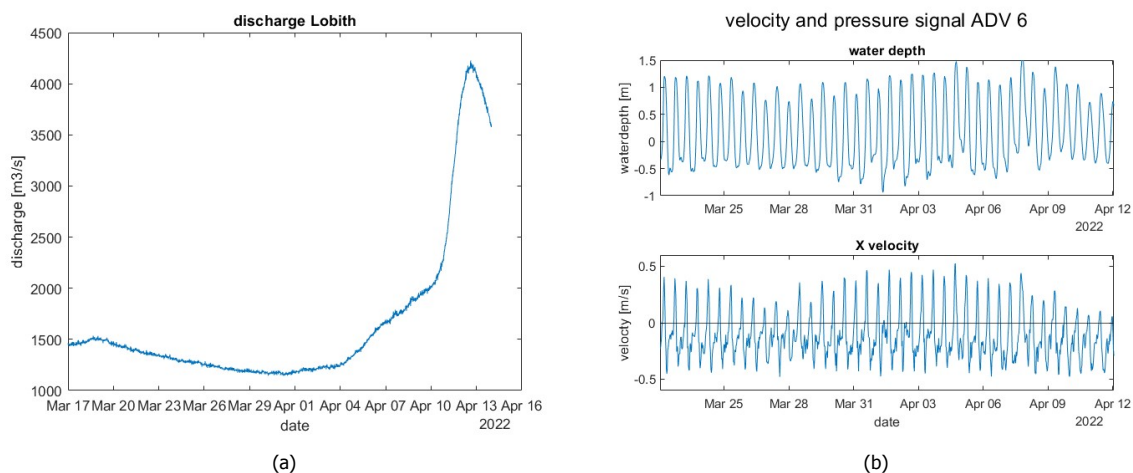 discharge Lobith
4500
4000
3500
3000
2500
2000
1500
1000
discharge [m3/s]
Mar 17 Mar 20 Mar 23 Mar 26 Mar 29 Apr 01 Apr 04 Apr 07 Apr 10 Apr 13 Apr 16
date
2022
(a)
velocity and pressure signal ADV 6
water depth
1.5
1
0.5
0
-0.5
-1
waterdepth [m]
Mar 25 Mar 28 Mar 31 Apr 03 Apr 06 Apr 09 Apr 12
2022
X velocity
0.5
0
-0.5
velocty [m/s]
Mar 25 Mar 28 Mar 31 Apr 03 Apr 06 Apr 09 Apr 12
date
2022
(b)